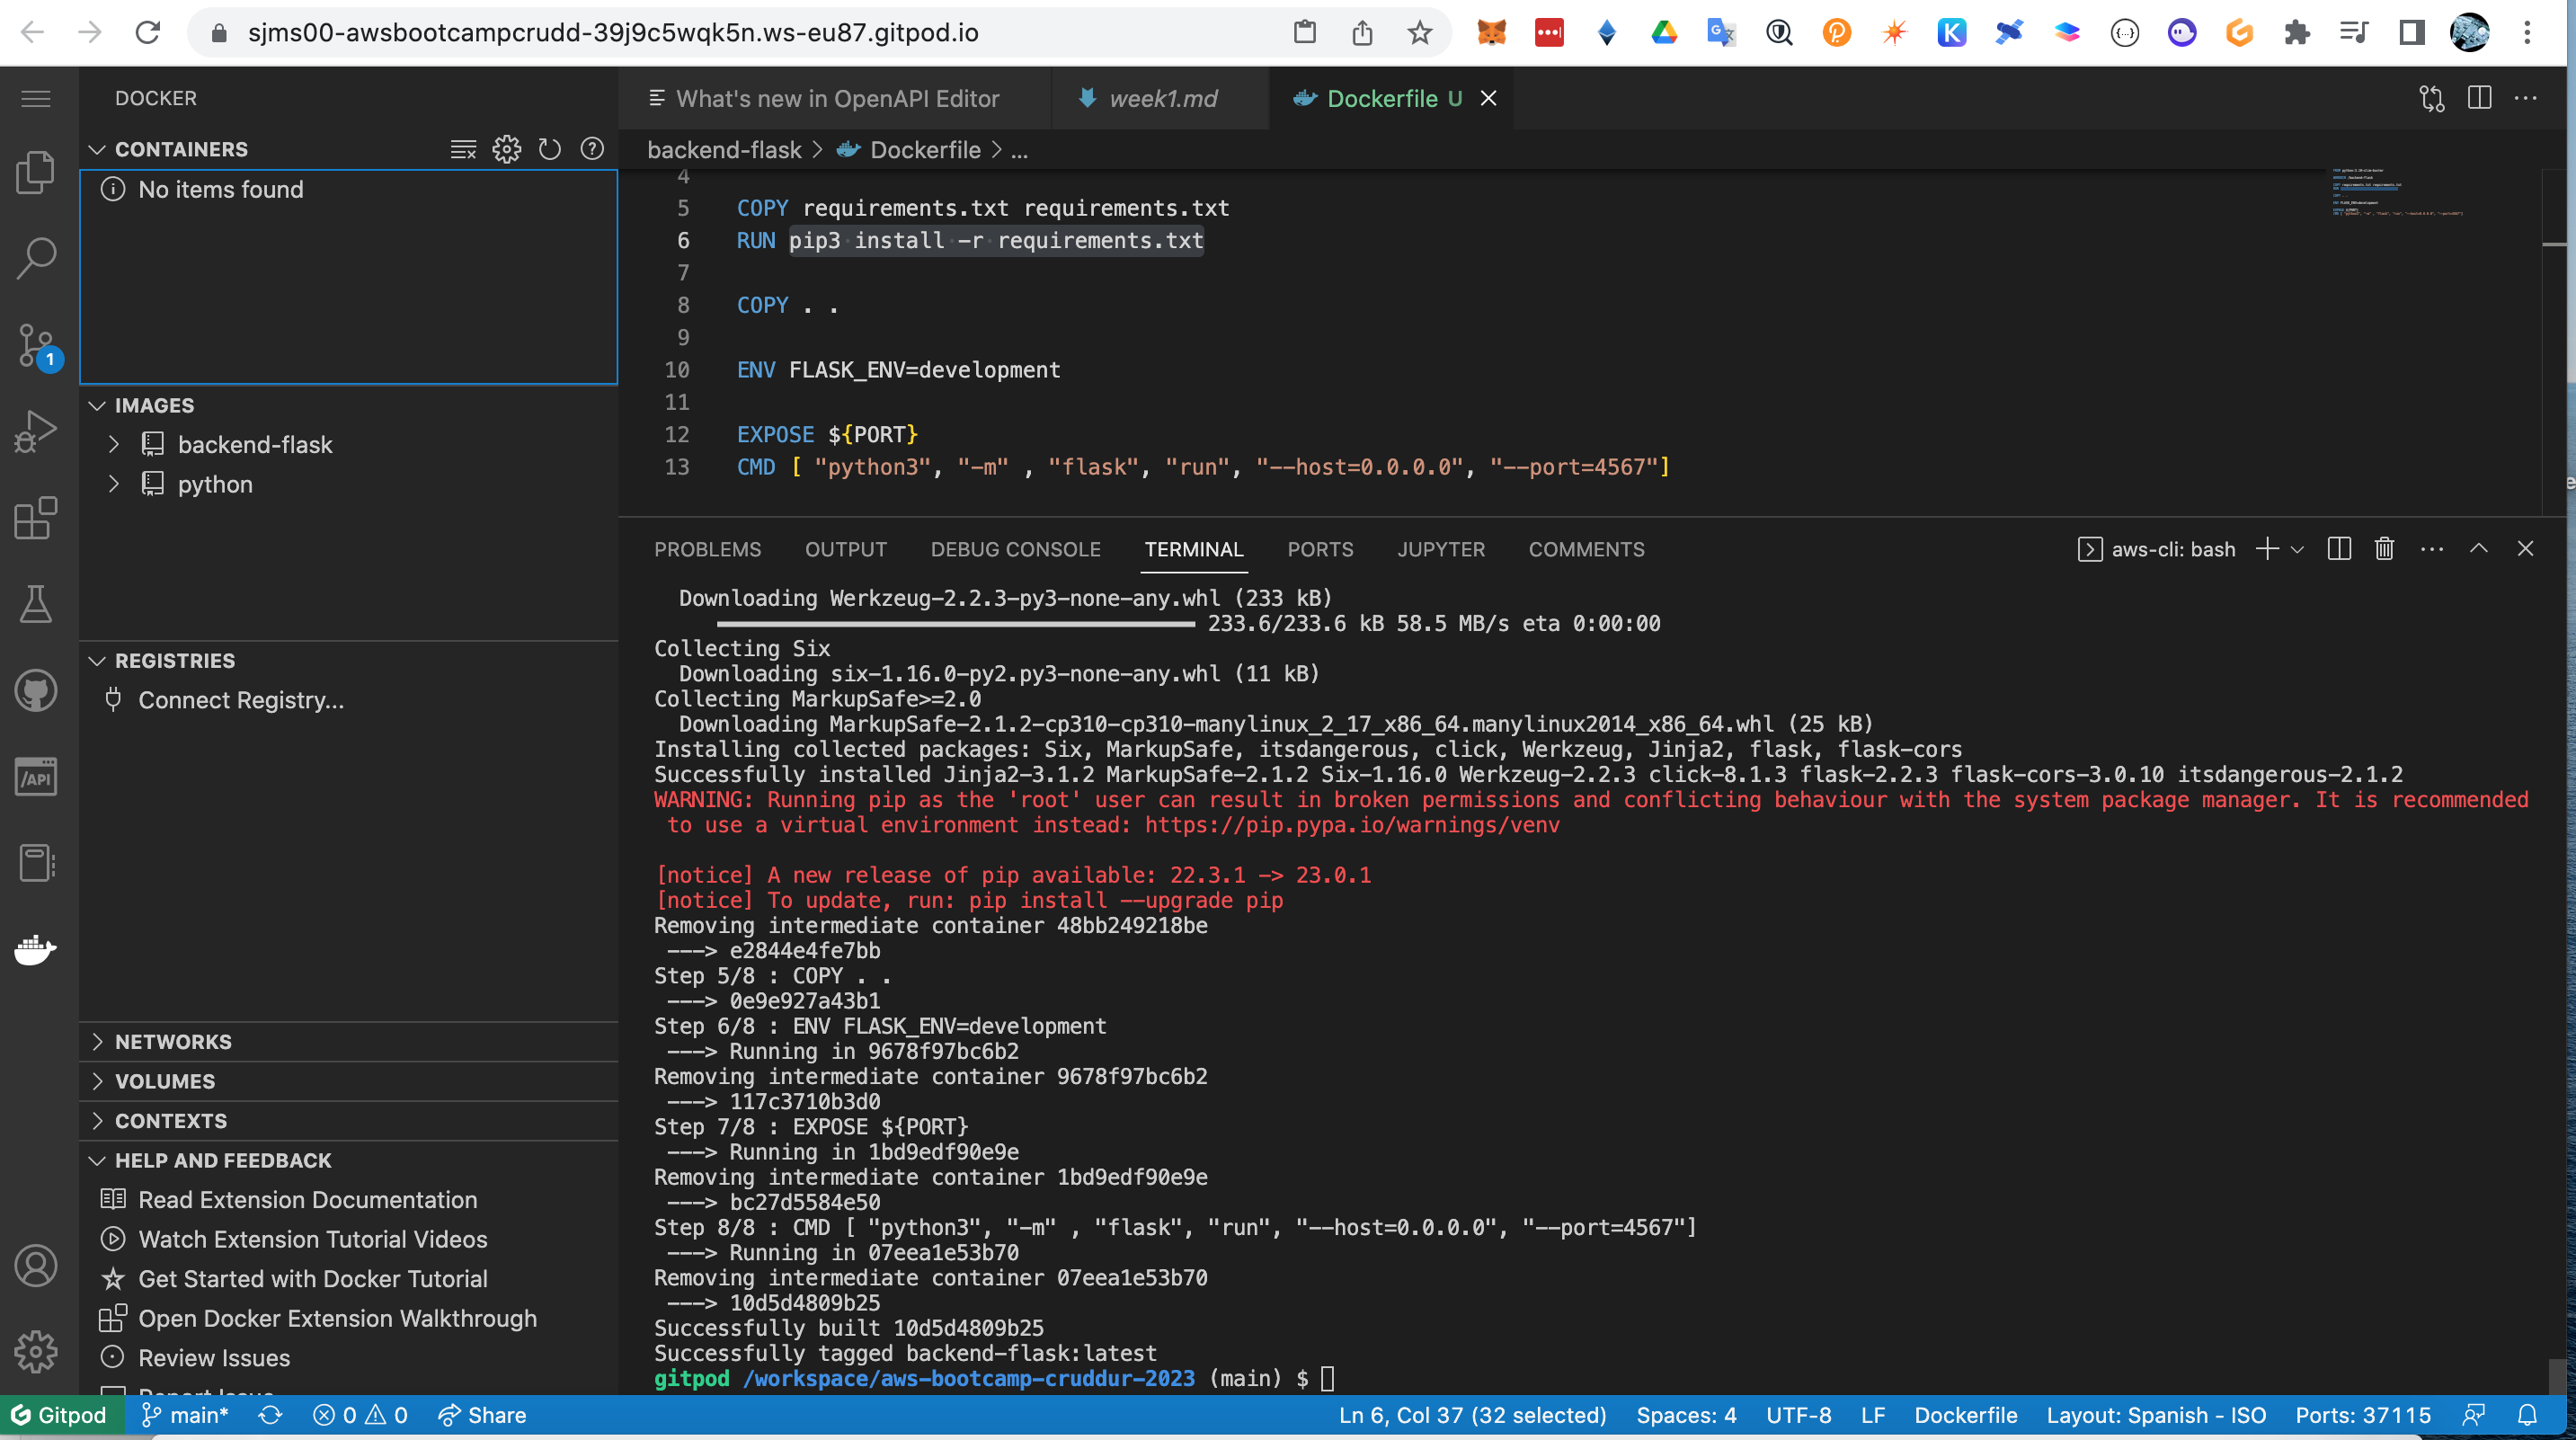 sjms00-awsbootcampcrudd-39j9c5wqk5n.ws-eu87.gitpod.io
DOCKER
What's new in OpenAPI Editor
week1.md
Dockerfile U
CONTAINERS
backend-flask > Dockerfile > ...
No items found
4
5 COPY requirements.txt requirements.txt
6 RUN pip3 install -r requirements.txt
7
8 COPY . .
9
10 ENV FLASK_ENV=development
11
12 EXPOSE ${PORT}
13 CMD [ "python3", "-m" , "flask", "run", "--host=0.0.0.0", "--port=4567"]
IMAGES
backend-flask
python
REGISTRIES
Connect Registry...
NETWORKS
VOLUMES
CONTEXTS
HELP AND FEEDBACK
Read Extension Documentation
Watch Extension Tutorial Videos
Get Started with Docker Tutorial
Open Docker Extension Walkthrough
Review Issues
Report Issue
1
/API
PROBLEMS OUTPUT DEBUG CONSOLE TERMINAL PORTS JUPYTER COMMENTS
aws-cli: bash
Downloading Werkzeug-2.2.3-py3-none-any.whl (233 kB)
233.6/233.6 kB 58.5 MB/s eta 0:00:00
Collecting Six
Downloading six-1.16.0-py2.py3-none-any.whl (11 kB)
Collecting MarkupSafe>=2.0
Downloading MarkupSafe-2.1.2-cp310-cp310-manylinux_2_17_x86_64.manylinux2014_x86_64.whl (25 kB)
Installing collected packages: Six, MarkupSafe, itsdangerous, click, Werkzeug, Jinja2, flask, flask-cors
Successfully installed Jinja2-3.1.2 MarkupSafe-2.1.2 Six-1.16.0 Werkzeug-2.2.3 click-8.1.3 flask-2.2.3 flask-cors-3.0.10 itsdangerous-2.1.2
WARNING: Running pip as the 'root' user can result in broken permissions and conflicting behaviour with the system package manager. It is recommended
to use a virtual environment instead: https://pip.pypa.io/warnings/venv
[notice] A new release of pip available: 22.3.1 -> 23.0.1
[notice] To update, run: pip install --upgrade pip
Removing intermediate container 48bb249218be
---> e2844e4fe7bb
Step 5/8 : COPY . .
---> 0e9e927a43b1
Step 6/8 : ENV FLASK_ENV=development
---> Running in 9678f97bc6b2
Removing intermediate container 9678f97bc6b2
---> 117c3710b3d0
Step 7/8 : EXPOSE ${PORT}
---> Running in 1bd9edf90e9e
Removing intermediate container 1bd9edf90e9e
---> bc27d5584e50
Step 8/8 : CMD [ "python3", "-m" , "flask", "run", "--host=0.0.0.0", "--port=4567"]
---> Running in 07eea1e53b70
Removing intermediate container 07eea1e53b70
---> 10d5d4809b25
Successfully built 10d5d4809b25
Successfully tagged backend-flask:latest
gitpod /workspace/aws-bootcamp-cruddur-2023 (main) $
Gitpod main* 0 0 Share
Ln 6, Col 37 (32 selected) Spaces: 4 UTF-8 LF Dockerfile Layout: Spanish - ISO Ports: 37115